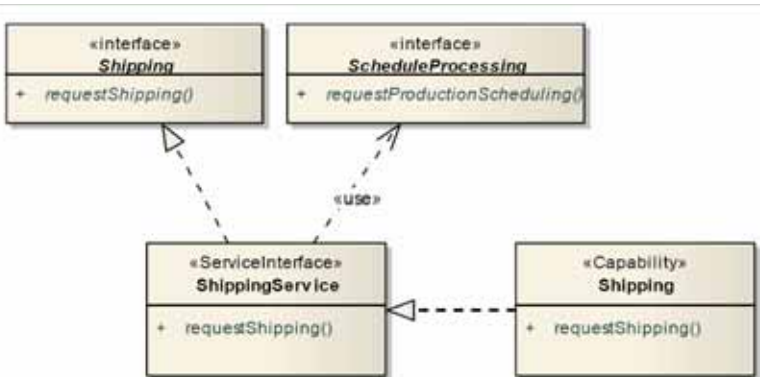 «interface»
Shipping
+ requestShipping()
«interface»
ScheduleProcessing
+ requestProductionScheduling()
«use»
«ServiceInterface»
ShippingService
+ requestShipping()
«Capability»
Shipping
+ requestShipping()